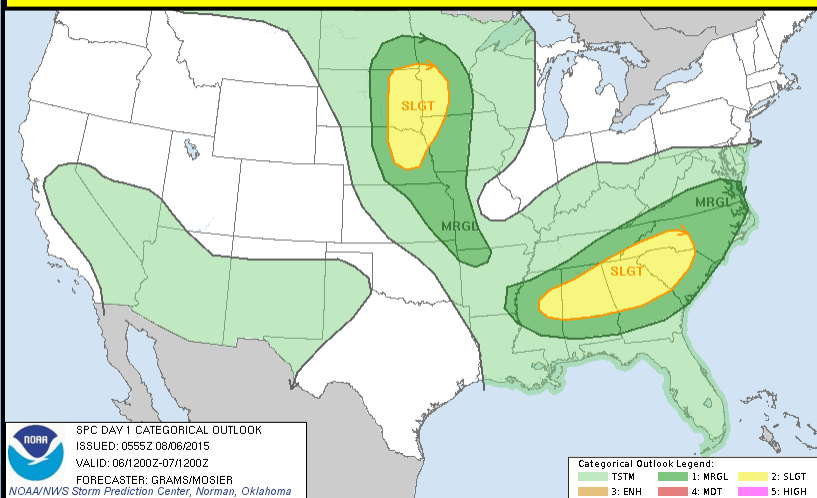 SLGT
MRGL
MRGL
SLGT
SPC DAY 1 CATEGORICAL OUTLOOK
ISSUED: 0555Z 08/06/2015
VALID: 06/1200Z-07/1200Z
FORECASTER: GRAMS/MOSIER
NOAA/NWS Storm Prediction Center, Norman, Oklahoma
NOAA
Categorical Outlook Legend:
TSTM 1: MRGL 2: SLGT
3: ENH 4: MDT 5: HIGH